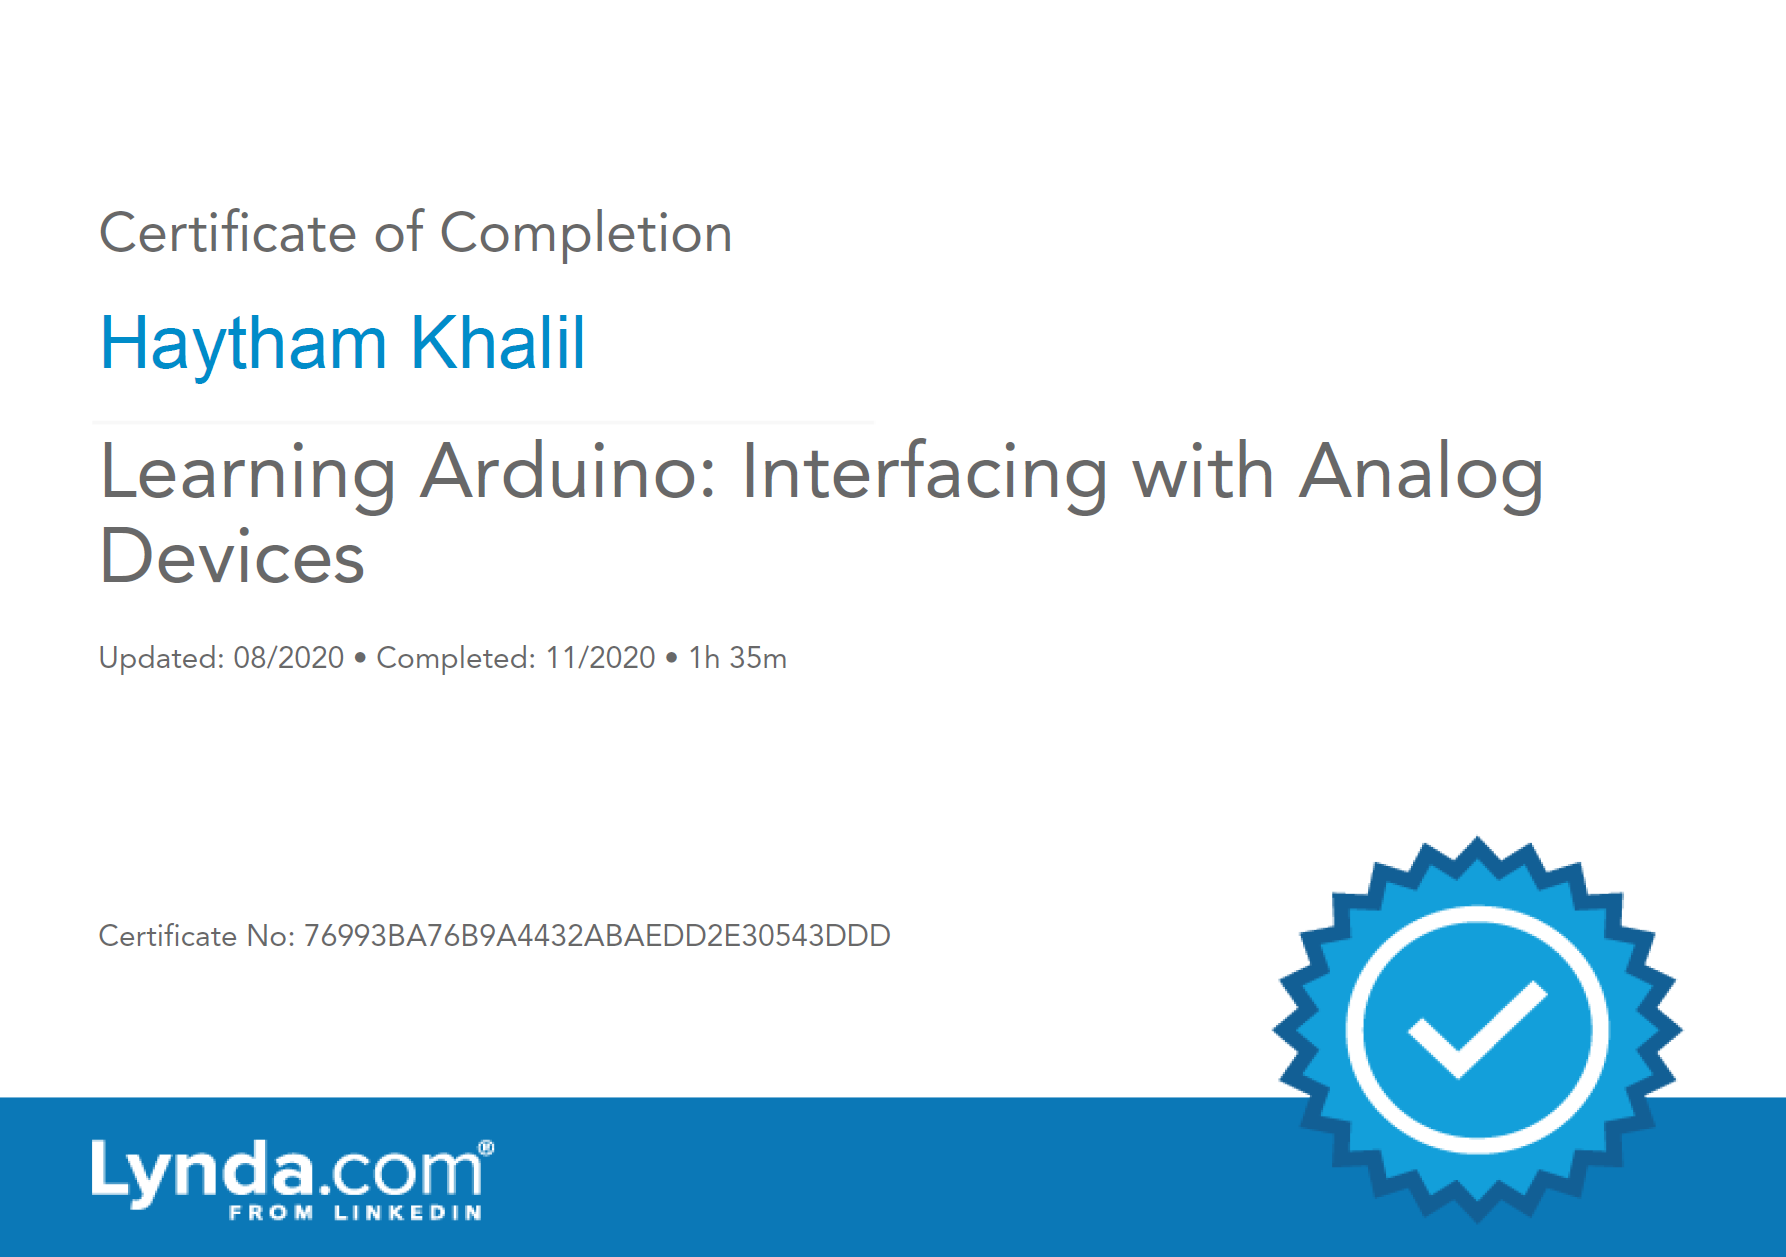 Certificate of Completion
Haytham Khalil
Learning Arduino: Interfacing with Analog
Devices
Updated: 08/2020 • Completed: 11/2020 • 1h 35m
Certificate No: 76993BA76B9A4432ABAEDD2E30543DDD
Lynda.com®
FROM LINKEDIN